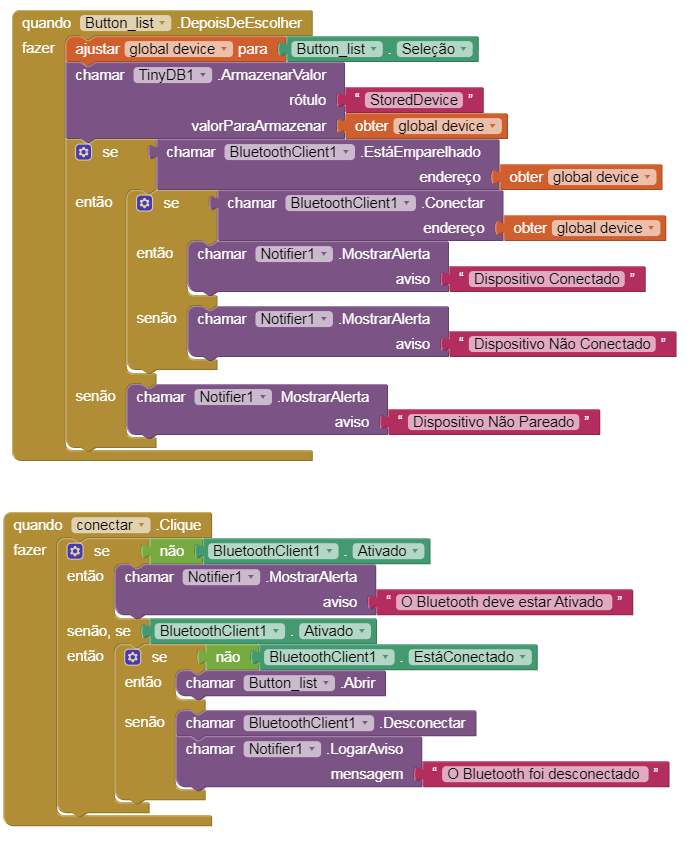 quando Button_list .DepoisDeEscolher
fazer ajustar global device para Button_list . Seleção
chamar TinyDB1 .ArmazenarValor
rótulo “ StoredDevice ”
valorParaArmazenar obter global device
se chamar BluetoothClient1 .EstáEmparelhado
endereço obter global device
então se chamar BluetoothClient1 .Conectar
endereço obter global device
então chamar Notifier1 .MostrarAlerta
aviso “ Dispositivo Conectado ”
senão chamar Notifier1 .MostrarAlerta
aviso “ Dispositivo Não Conectado ”
senão chamar Notifier1 .MostrarAlerta
aviso “ Dispositivo Não Pareado ”
quando conectar .Clique
fazer se não BluetoothClient1 . Ativado
então chamar Notifier1 .MostrarAlerta
aviso “ O Bluetooth deve estar Ativado ”
senão, se BluetoothClient1 . Ativado
então se não BluetoothClient1 . EstáConectado
então chamar Button_list .Abrir
senão chamar BluetoothClient1 .Desconectar
chamar Notifier1 .LogarAviso
mensagem “ O Bluetooth foi desconectado ”